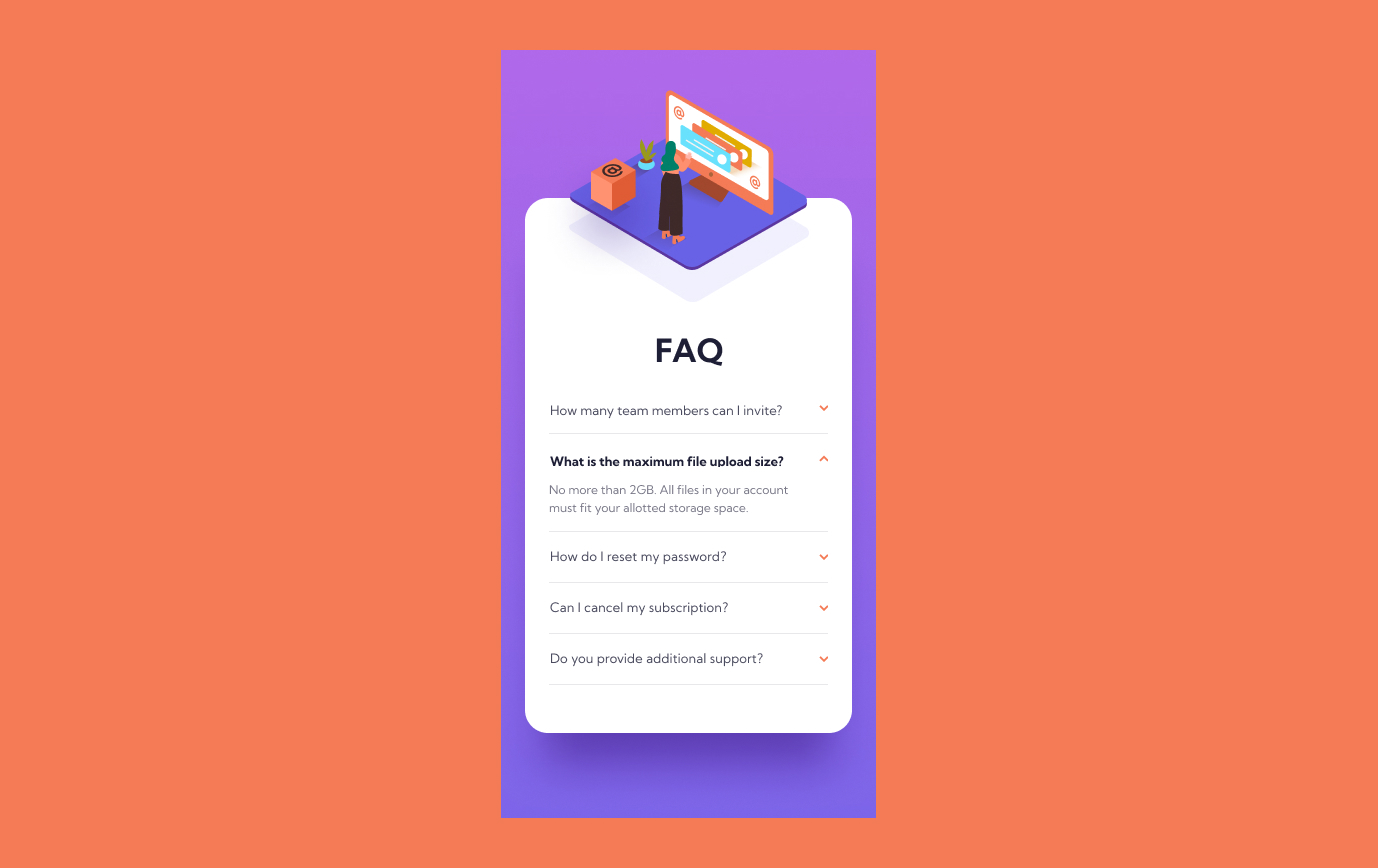 @
@
@
FAQ
How many team members can I invite?
What is the maximum file upload size?
No more than 2GB. All files in your account
must fit your allotted storage space.
How do I reset my password?
Can I cancel my subscription?
Do you provide additional support?